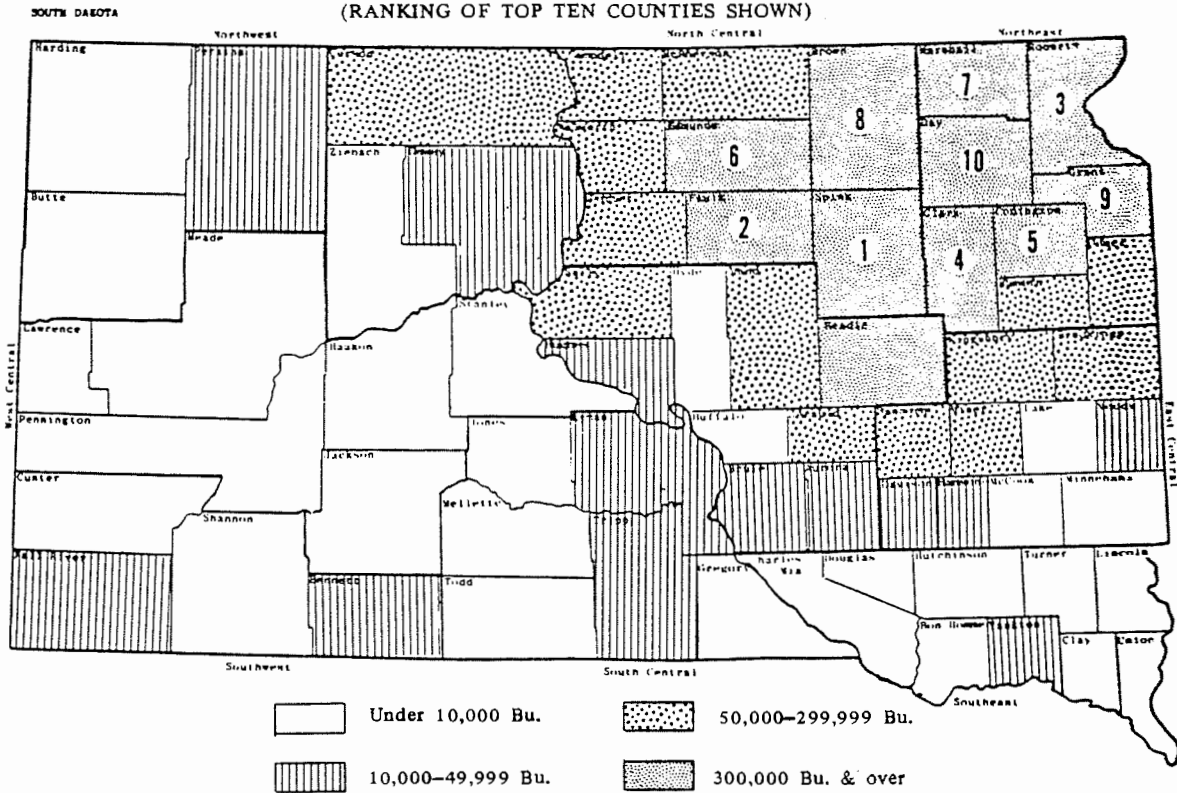 SOUTH DAKOTA
(RANKING OF TOP TEN COUNTIES SHOWN)
Northwest
North Central
Northeast
Harding
Perkins
Brown
Marshall
Roberts
7
3
8
Ziebach
Dewey
Edmunds
6
Day
10
Butte
Meade
Faulk
2
Spink
1
Grant
9
Clark
4
Codington
5
Hyde
Stanley
Lawrence
Haakon
Beadle
West Central
East Central
Pennington
Jones
Buffalo
Lake
Jackson
Custer
Mellette
Shannon
McCook
Minnehaha
Fall River
Tripp
Bennett
Todd
Gregory
Charles Mix
Douglas
Hutchinson
Turner
Lincoln
Bon Homme
Clay
Union
Southwest
South Central
Southeast
Under 10,000 Bu.
50,000–299,999 Bu.
10,000–49,999 Bu.
300,000 Bu. & over